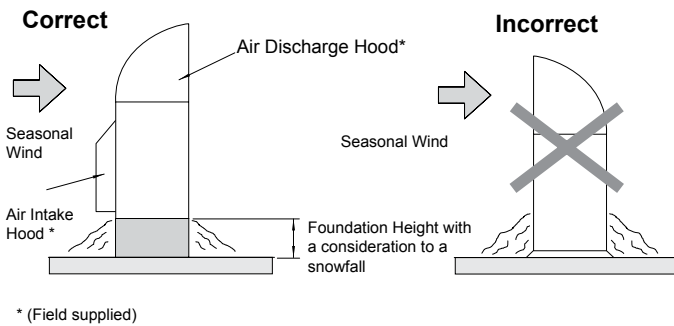 Correct
Incorrect
Air Discharge Hood*
Seasonal
Wind
Seasonal Wind
Air Intake
Hood *
Foundation Height with
a consideration to a
snowfall
* (Field supplied)